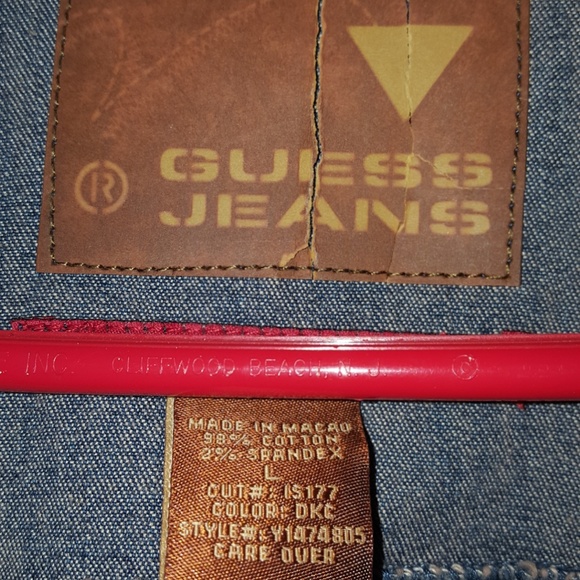 GUESS
® JEANS
INC. CLIFFWOOD BEACH, N.J. ®
MADE IN MACAO
98% COTTON
2% SPANDEX
L
CUT#: IS177
COLOR: DKC
STYLE#: Y1474805
CARE OVER